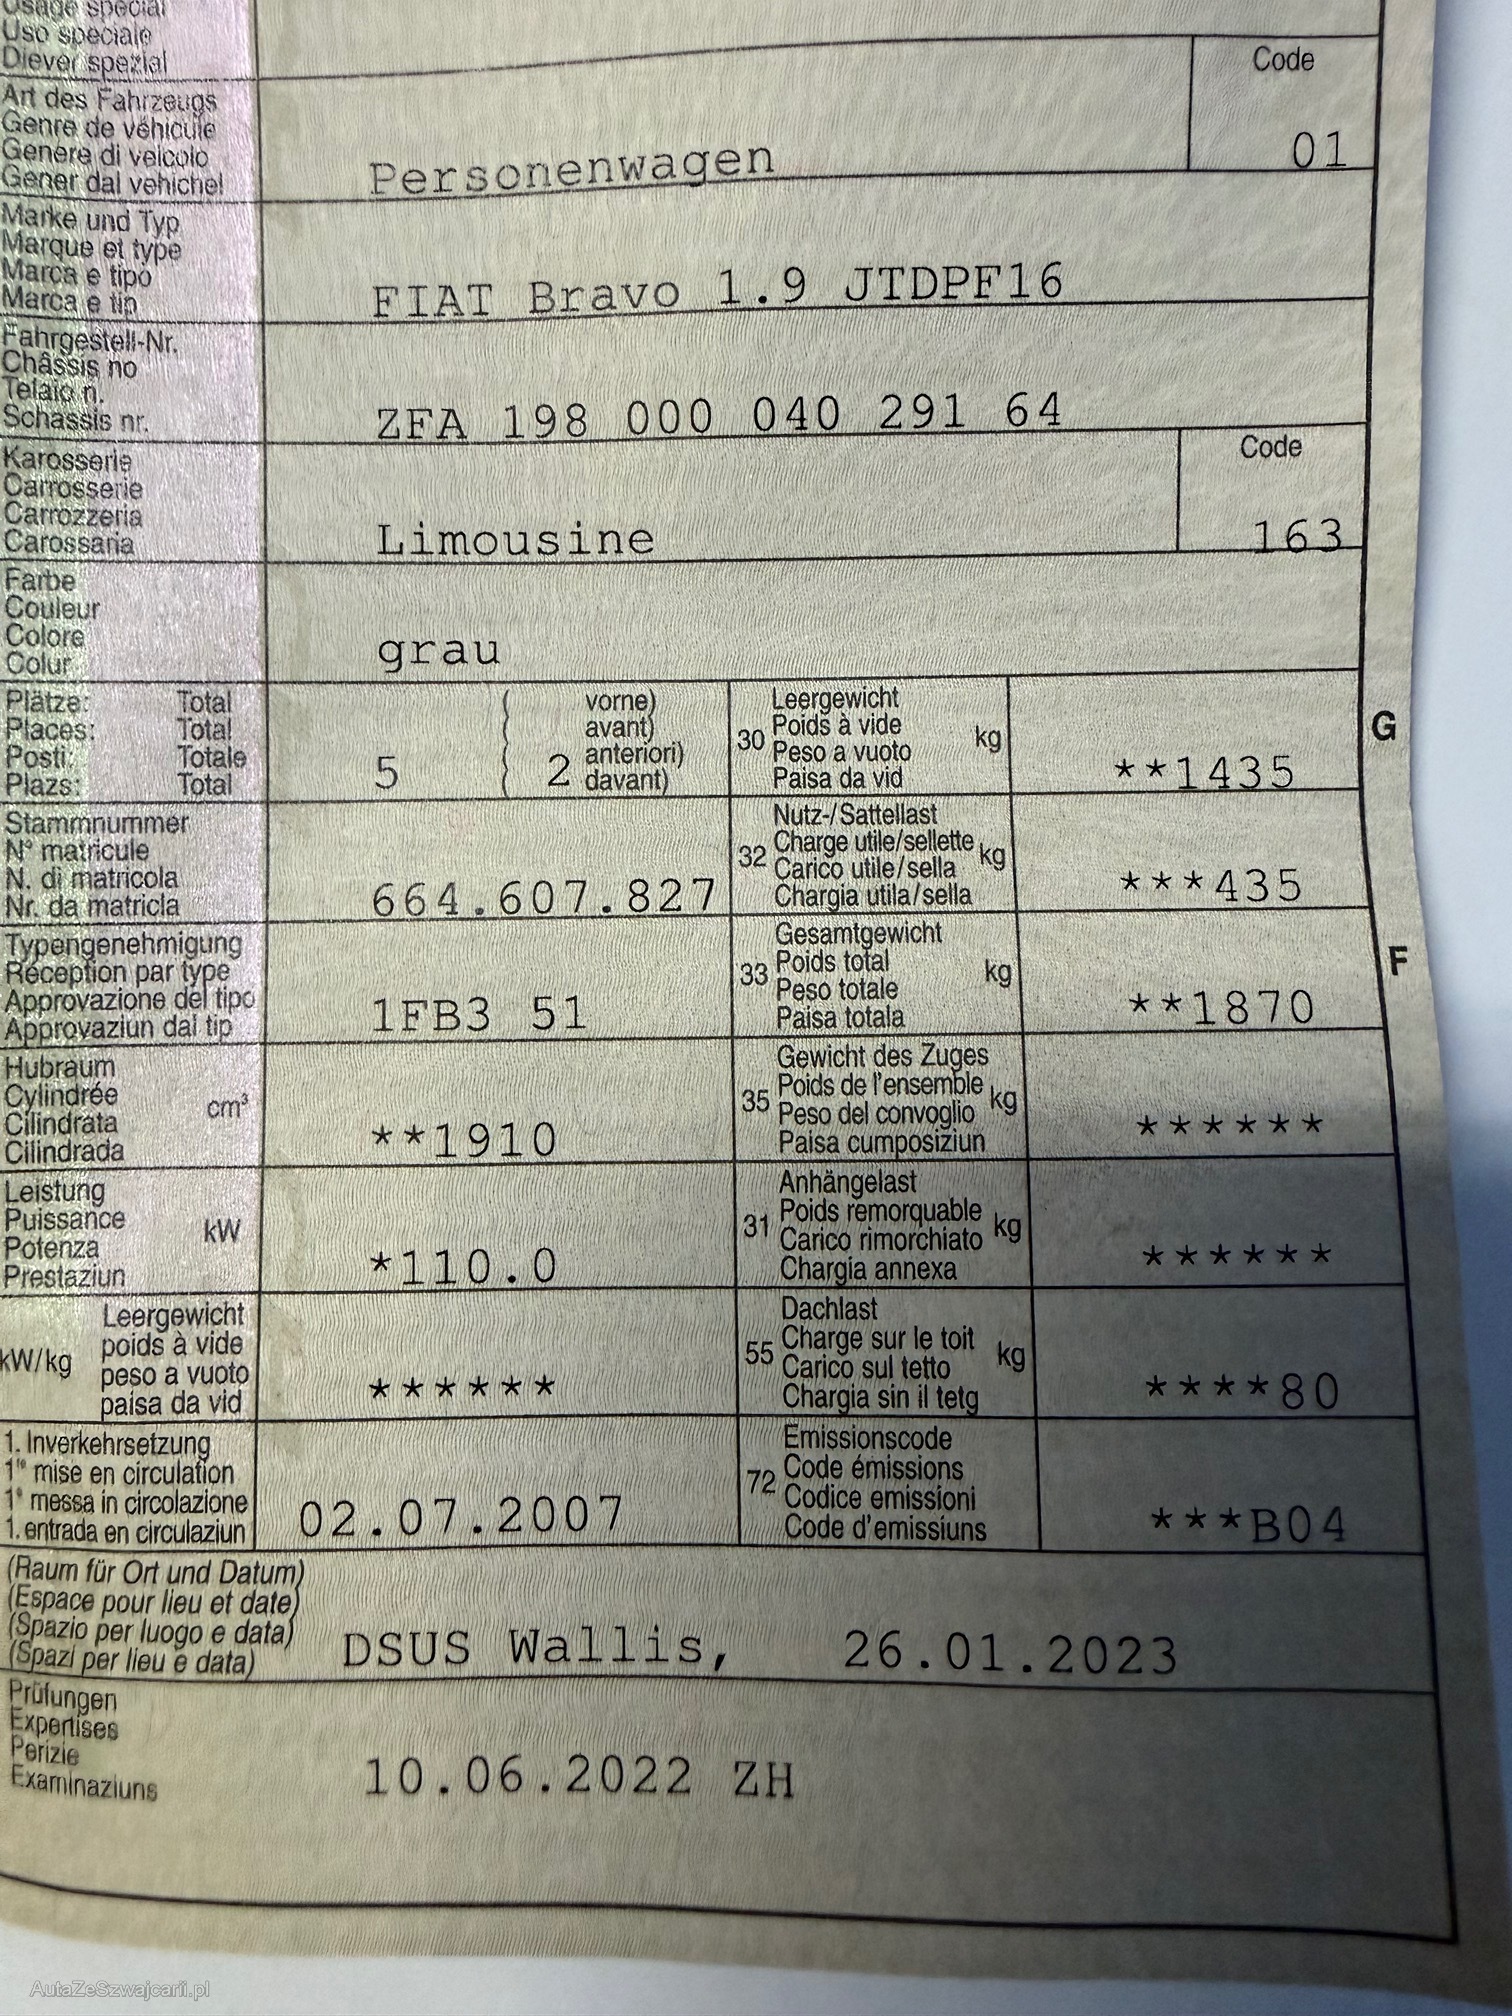 Usage special
Uso speciale
Diever spezial
Code
Art des Fahrzeugs
Genre de véhicule
Genere di veicolo
Gener dal vehichel
Personenwagen
01
Marke und Typ
Marque et type
Marca e tipo
Marca e tip
FIAT Bravo 1.9 JTDPF16
Fahrgestell-Nr.
Châssis no
Telaio n.
Schassis nr.
ZFA 198 000 040 291 64
Karosserie
Carrosserie
Carrozzeria
Carossaria
Limousine
Code
163
Farbe
Couleur
Colore
Colur
grau
Plätze: Total
Places: Total
Posti: Totale
Plazs: Total
5
( vorne)
( avant)
( anteriori)
( 2 davant)
30 Leergewicht
Poids à vide
Peso a vuoto
Paisa da vid
kg
**1435
G
Stammnummer
N° matricule
N. di matricola
Nr. da matricla
664.607.827
32 Nutz-/Sattellast
Charge utile/sellette
Carico utile/sella
Chargia utila/sella
kg
***435
Typengenehmigung
Réception par type
Approvazione del tipo
Approvaziun dal tip
1FB3 51
33 Gesamtgewicht
Poids total
Peso totale
Paisa totala
kg
**1870
F
Hubraum
Cylindrée
Cilindrata
Cilindrada
cm³
**1910
35 Gewicht des Zuges
Poids de l'ensemble
Peso del convoglio
Paisa cumposiziun
kg
******
Leistung
Puissance
Potenza
Prestaziun
kW
*110.0
31 Anhängelast
Poids remorquable
Carico rimorchiato
Chargia annexa
kg
******
kW/kg
Leergewicht
poids à vide
peso a vuoto
paisa da vid
******
55 Dachlast
Charge sur le toit
Carico sul tetto
Chargia sin il tetg
kg
****80
1. Inverkehrsetzung
1re mise en circulation
1a messa in circolazione
1. entrada en circulaziun
02.07.2007
72 Emissionscode
Code émissions
Codice emissioni
Code d'emissiuns
***B04
(Raum für Ort und Datum)
(Espace pour lieu et date)
(Spazio per luogo e data)
(Spazi per lieu e data)
DSUS Wallis, 26.01.2023
Prüfungen
Expertises
Perizie
Examinaziuns
10.06.2022 ZH
AutaZeSzwajcarii.pl